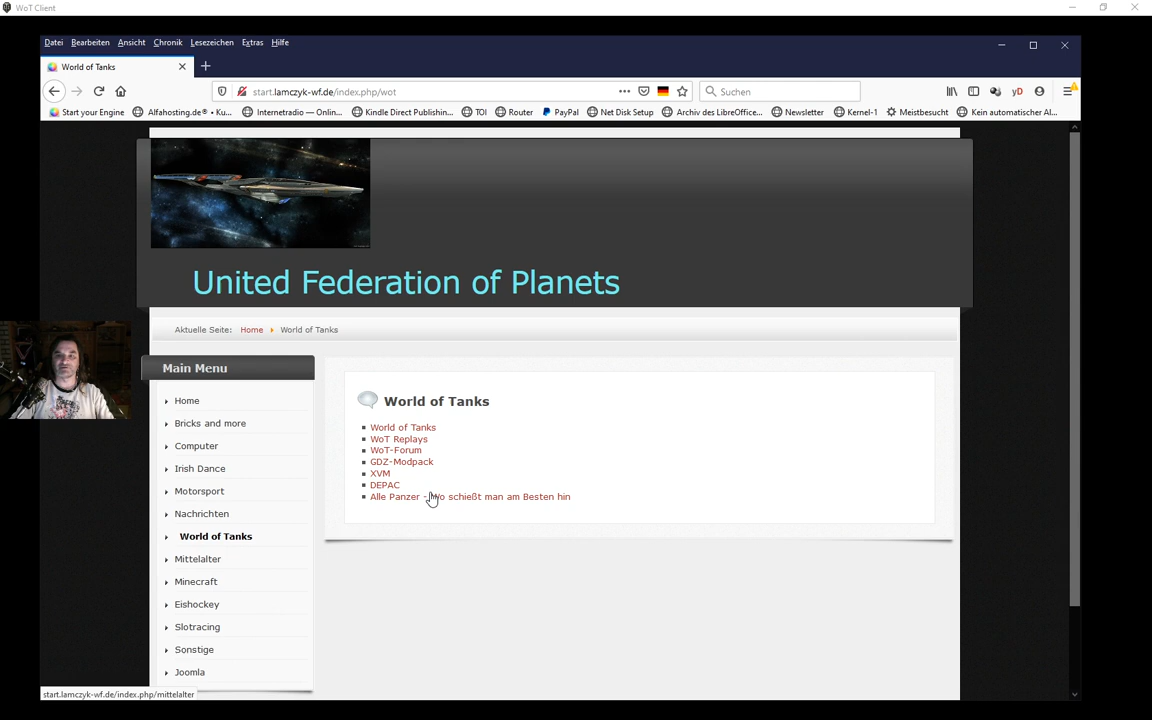 WoT Client
Datei Bearbeiten Ansicht Chronik Lesezeichen Extras Hilfe
World of Tanks
start.lamczyk-wf.de/index.php/wot
Suchen
Start your Engine Alfahosting.de® • Ku... Internetradio — Onlin... Kindle Direct Publishin... TO! Router PayPal Net Disk Setup Archiv des LibreOffice... Newsletter Kernel-1 Meistbesucht Kein automatischer Al...
United Federation of Planets
Aktuelle Seite: Home World of Tanks
Main Menu
Home
Bricks and more
Computer
Irish Dance
Motorsport
Nachrichten
World of Tanks
Mittelalter
Minecraft
Eishockey
Slotracing
Sonstige
Joomla
World of Tanks
World of Tanks
WoT Replays
WoT-Forum
GDZ-Modpack
XVM
DEPAC
Alle Panzer - Wo schießt man am Besten hin
start.lamczyk-wf.de/index.php/mittelalter